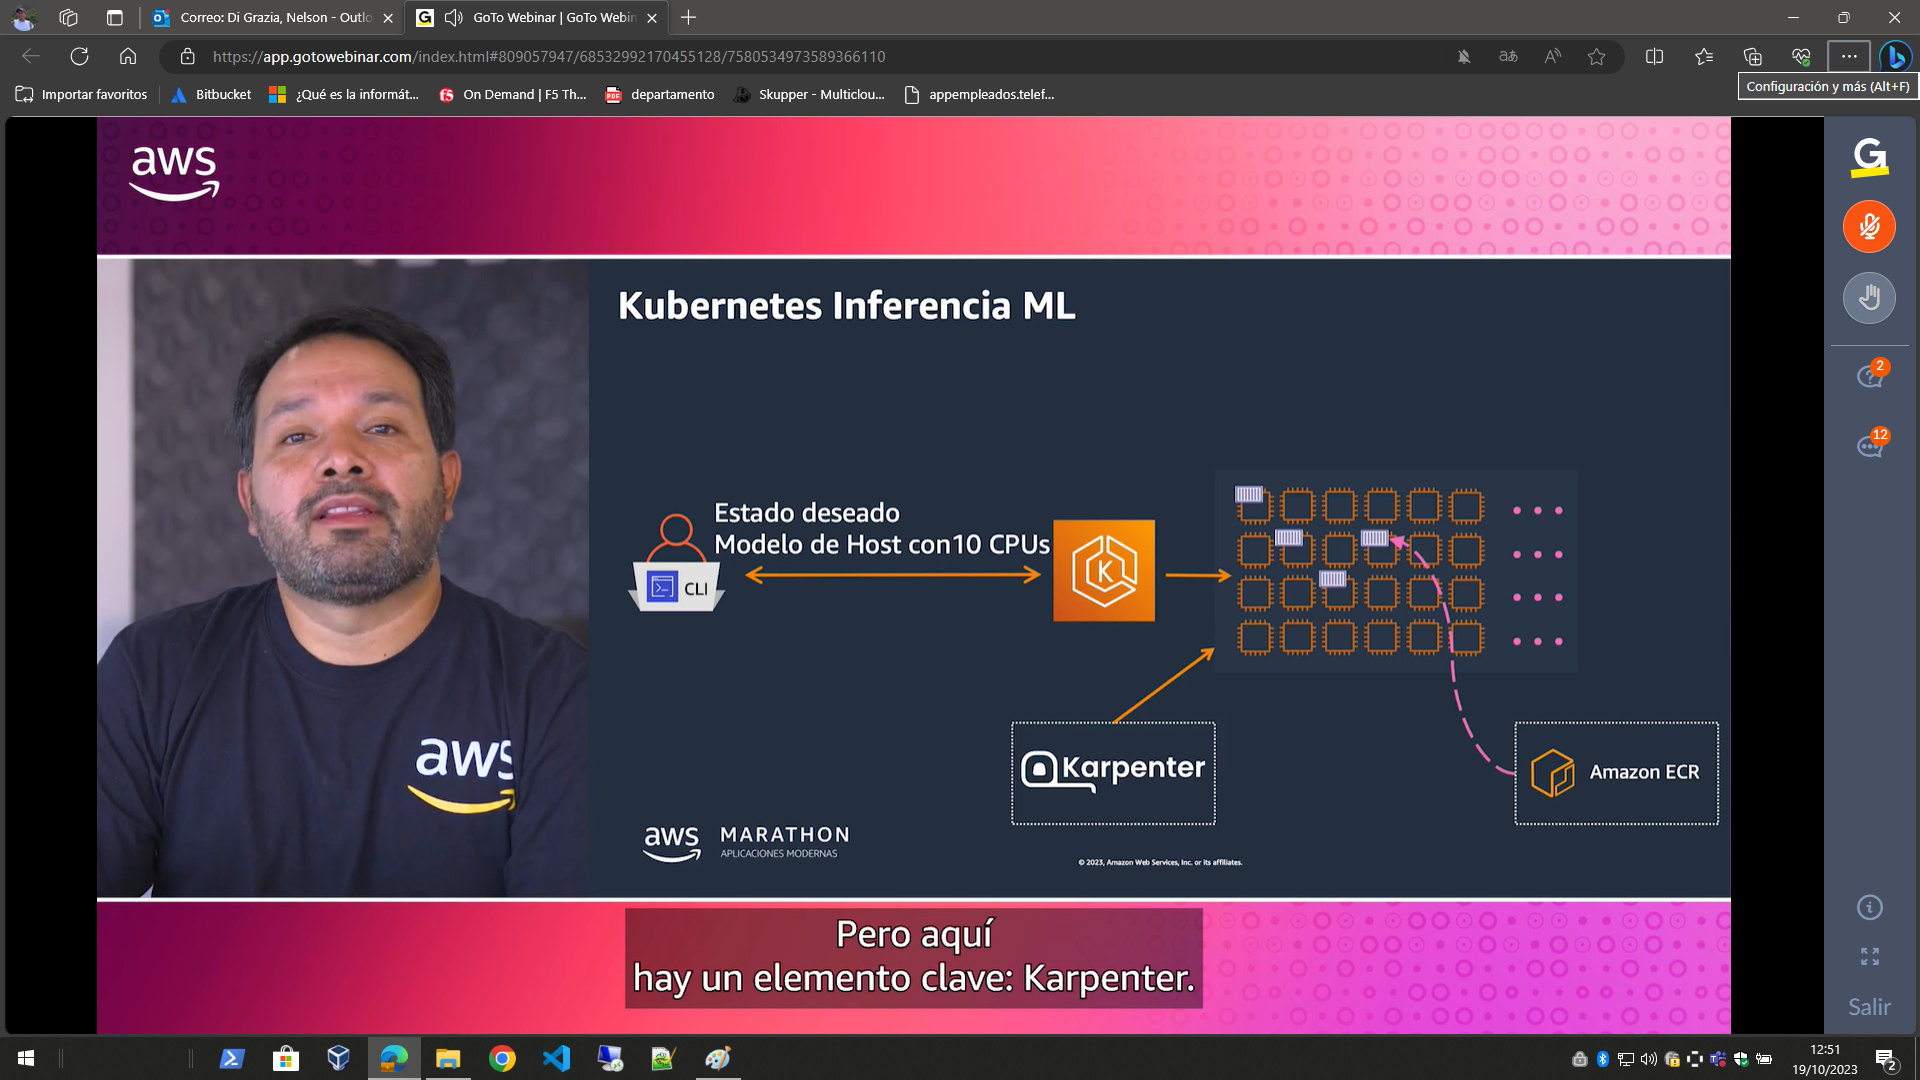 Correo: Di Grazia, Nelson - Outlo
GoTo Webinar | GoTo Webin
https://app.gotowebinar.com/index.html#809057947/68532992170455128/7580534973589366110
Importar favoritos
Bitbucket
¿Qué es la informát...
On Demand | F5 Th...
departamento
Skupper - Multiclou...
appempleados.telef...
Configuración y más (Alt+F)
aws
Kubernetes Inferencia ML
Estado deseado
Modelo de Host con10 CPUs
CLI
K
Karpenter
Amazon ECR
aws
aws MARATHON
APLICACIONES MODERNAS
© 2023, Amazon Web Services, Inc. or its affiliates.
Pero aquí
hay un elemento clave: Karpenter.
G
2
12
Salir
12:51
19/10/2023
2